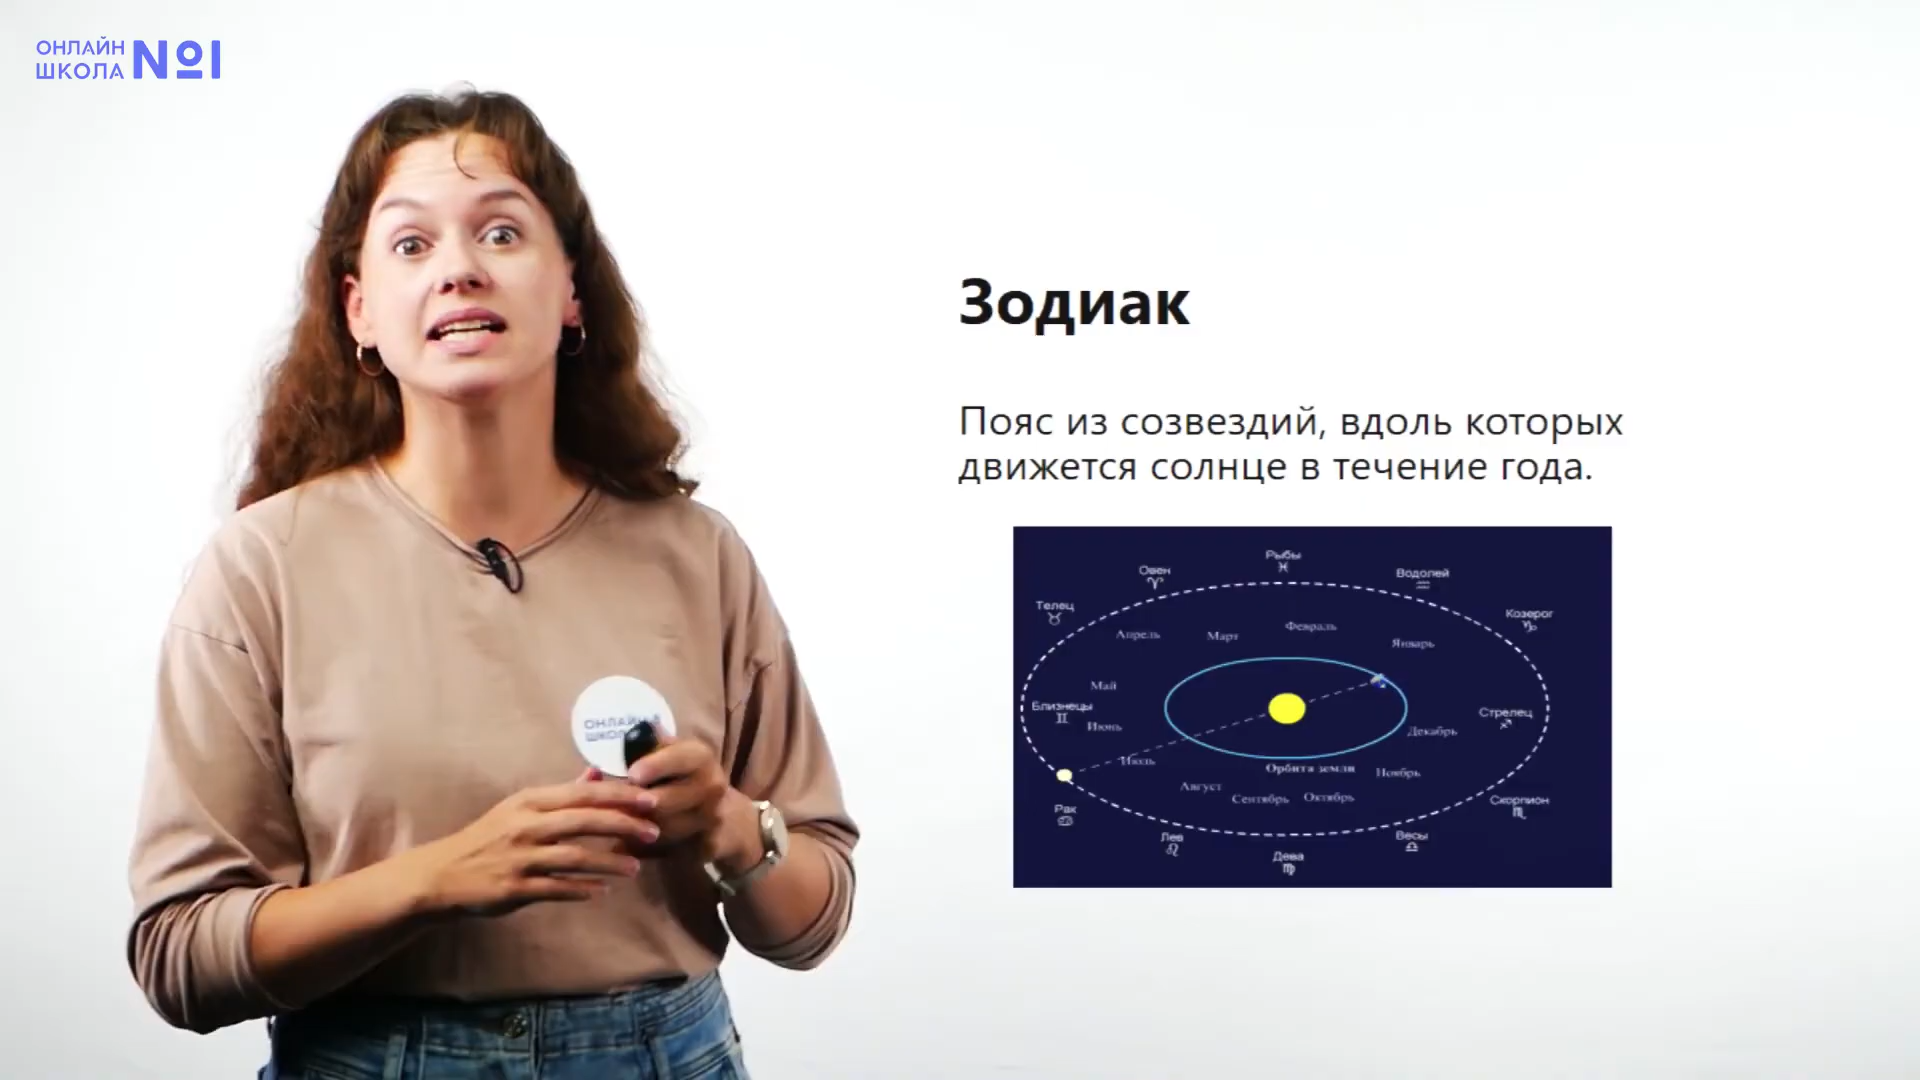 ОНЛАЙН
ШКОЛА №1
Зодиак
Пояс из созвездий, вдоль которых
движется солнце в течение года.
Рыбы
Овен
Водолей
Телец
Козерог
Февраль
Апрель
Март
Январь
Май
Близнецы
Стрелец
Июнь
Декабрь
Июль
Орбита земли
Ноябрь
Август
Сентябрь
Октябрь
Рак
Скорпион
Лев
Весы
Дева
ОНЛАЙН